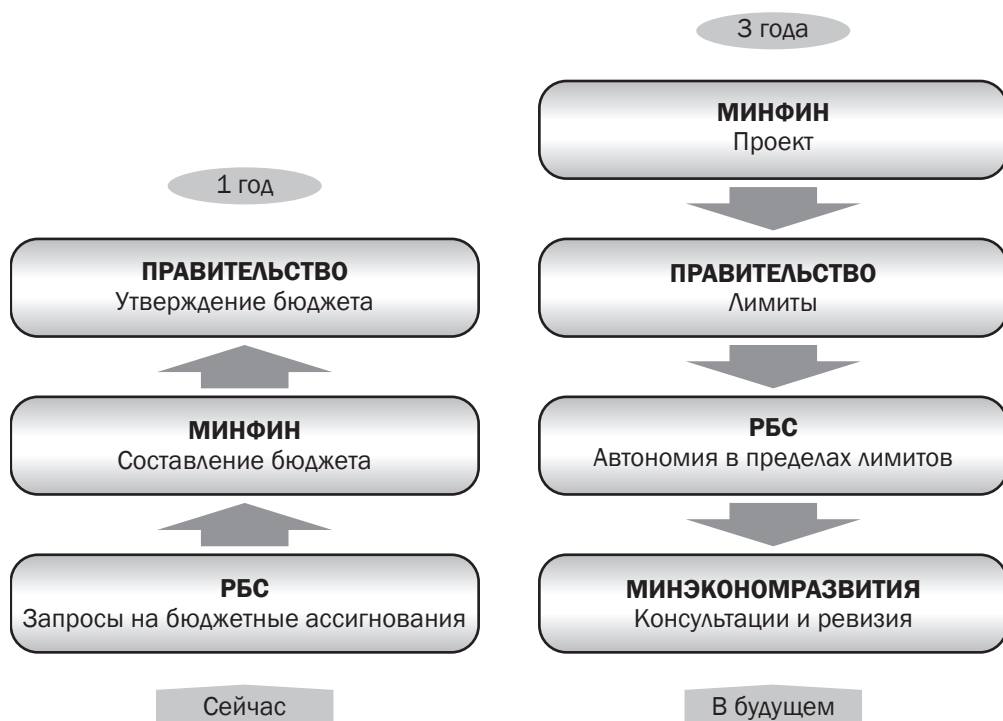 1 год
ПРАВИТЕЛЬСТВО
Утверждение бюджета
МИНФИН
Составление бюджета
РБС
Запросы на бюджетные ассигнования
Сейчас
3 года
МИНФИН
Проект
ПРАВИТЕЛЬСТВО
Лимиты
РБС
Автономия в пределах лимитов
МИНЭКОНОМРАЗВИТИЯ
Консультации и ревизия
В будущем